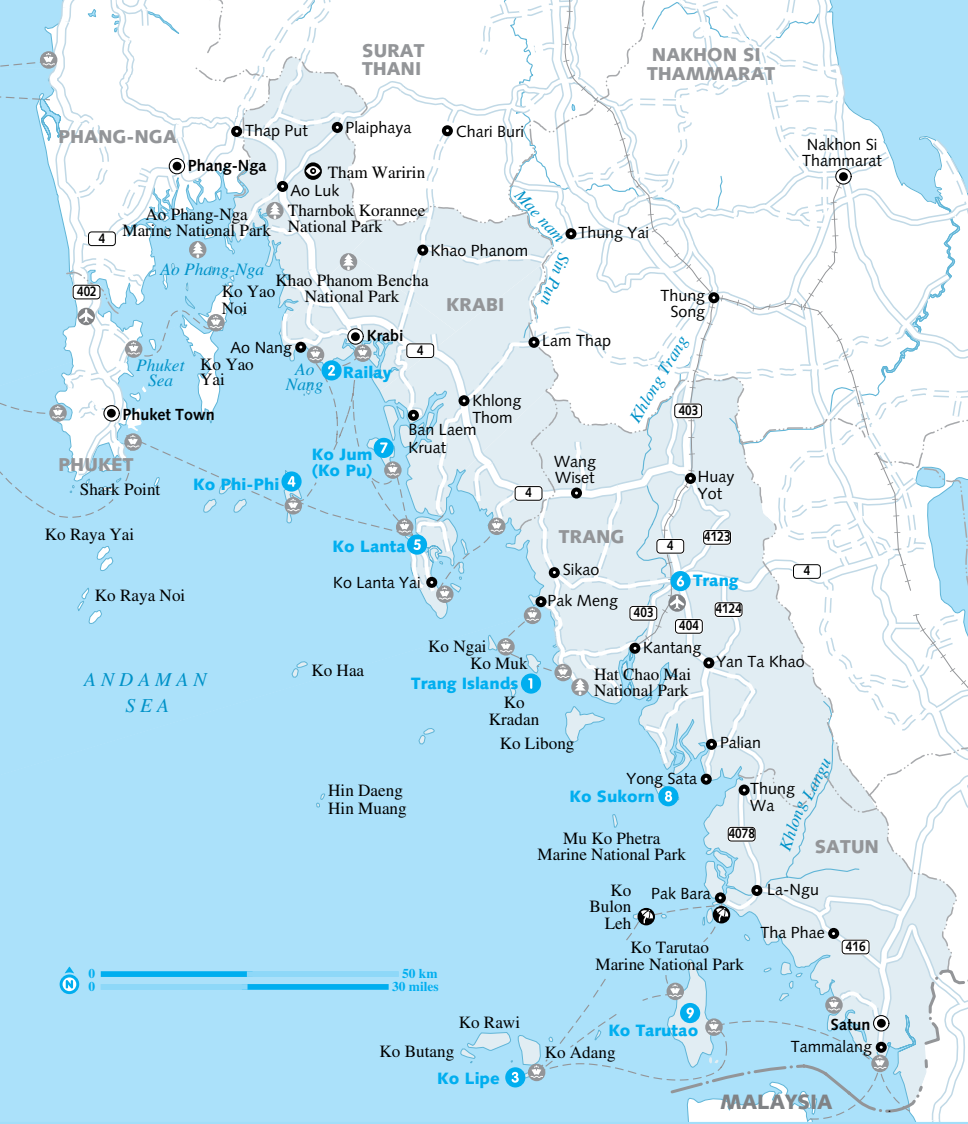 SURAT
THANI
NAKHON SI
THAMMARAT
PHANG-NGA
Thap Put
Plaiphaya
Chari Buri
Nakhon Si
Thammarat
Phang-Nga
Tham Waririn
Ao Luk
Ao Phang-Nga
Marine National Park
Tharnbok Korannee
National Park
Mae nam
Sin Pun
Thung Yai
4
Khao Phanom
Ao Phang-Nga
Khao Phanom Bencha
National Park
402
Ko Yao
Noi
KRABI
Thung
Song
Krabi
Ao Nang
4
Lam Thap
Phuket
Sea
Ko Yao
Yai
Ao
Nang
2 Railay
Khlong Trang
Khlong
Thom
403
Phuket Town
Ban Laem
Kruat
Ko Jum
(Ko Pu)
7
PHUKET
Shark Point
Ko Phi-Phi
4
Wang
Wiset
Huay
Yot
4
Ko Raya Yai
TRANG
4123
4
Ko Lanta 5
Sikao
6 Trang
4
Ko Lanta Yai
Ko Raya Noi
Pak Meng
403
4124
404
Ko Ngai
Ko Muk
Kantang
Yan Ta Khao
ANDAMAN
SEA
Ko Haa
Trang Islands 1
Hat Chao Mai
National Park
Ko
Kradan
Ko Libong
Palian
Yong Sata
Ko Sukorn 8
Thung
Wa
Khlong Langu
Hin Daeng
Hin Muang
4078
Mu Ko Phetra
Marine National Park
SATUN
Ko
Bulon
Leh
Pak Bara
La-Ngu
Tha Phae
416
Ko Tarutao
Marine National Park
0 50 km
0 30 miles
N
9
Ko Tarutao
Ko Rawi
Satun
Ko Butang
Ko Adang
Tammalang
Ko Lipe 3
MALAYSIA